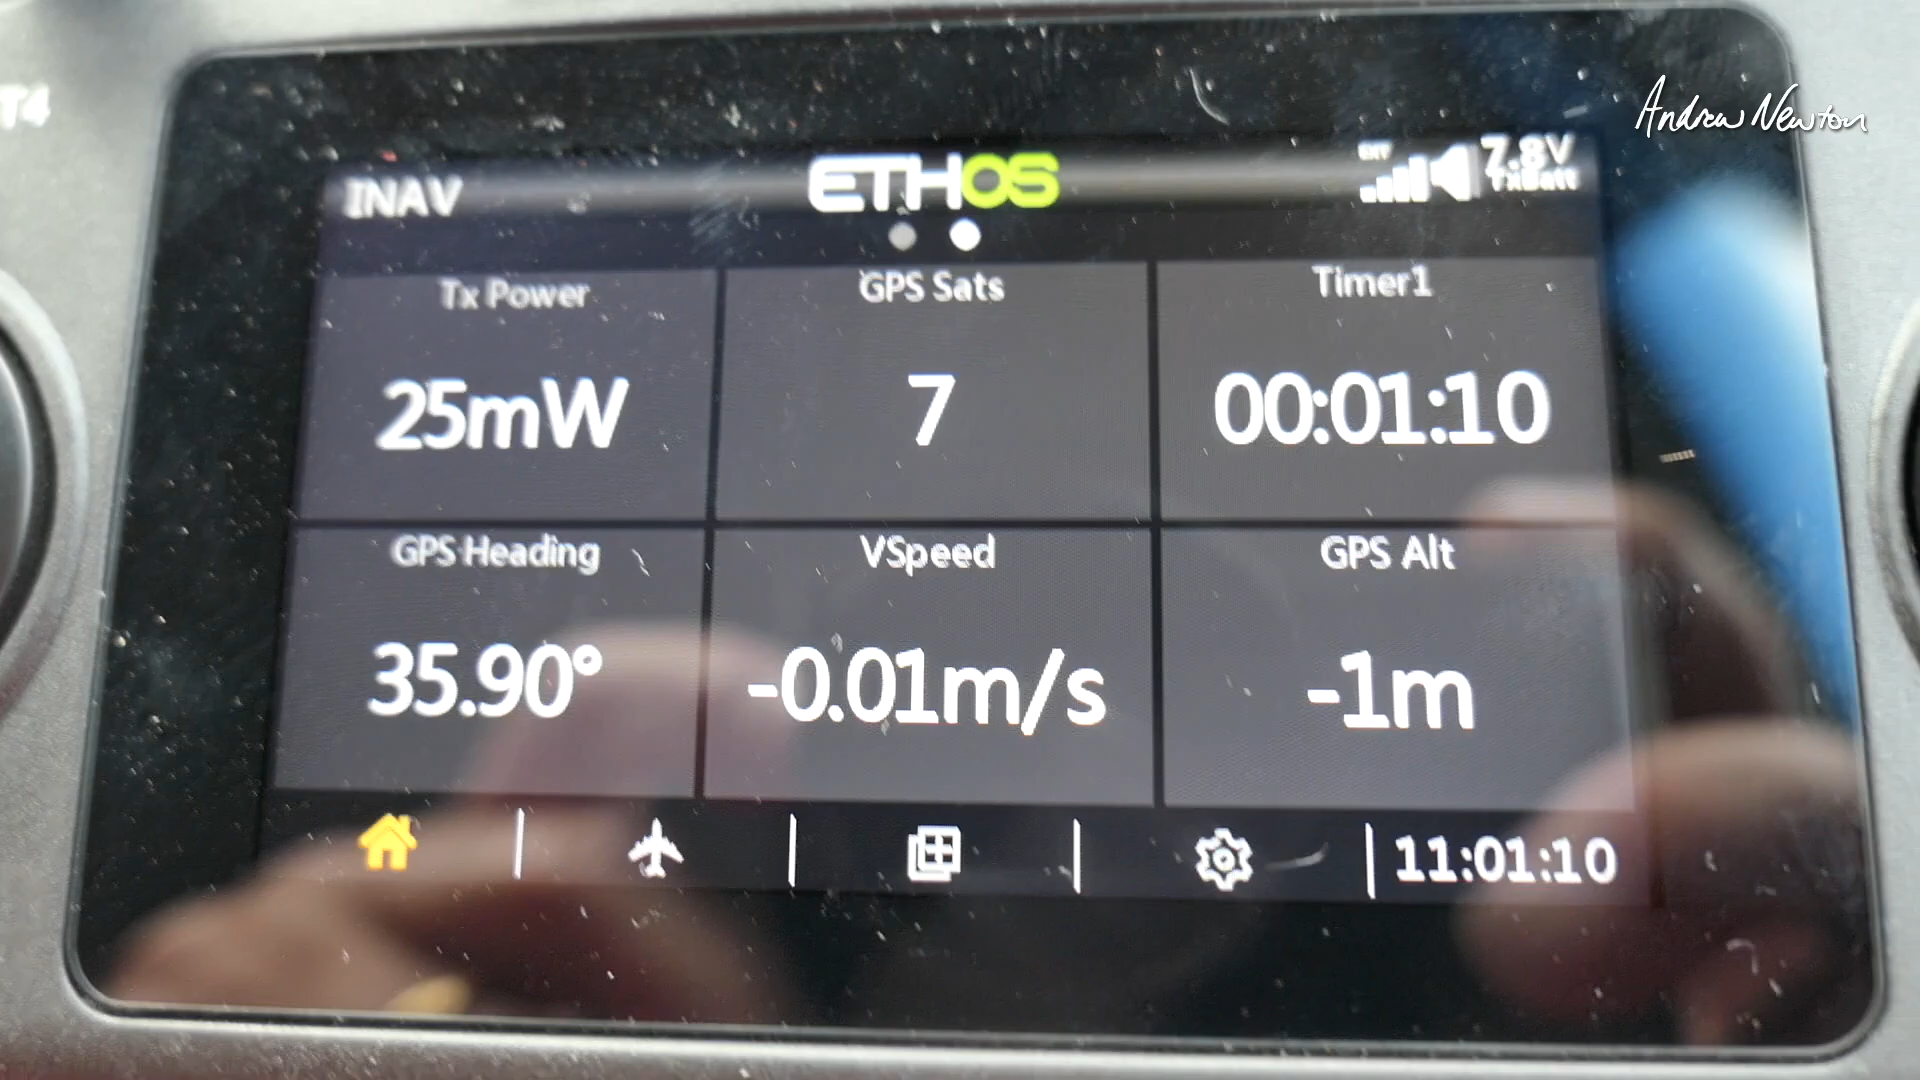 T4
Andrew Newton
INAV
ETHOS
EXT
7.8V
TxBatt
Tx Power
GPS Sats
Timer1
25mW
7
00:01:10
GPS Heading
VSpeed
GPS Alt
35.90°
-0.01m/s
-1m
11:01:10